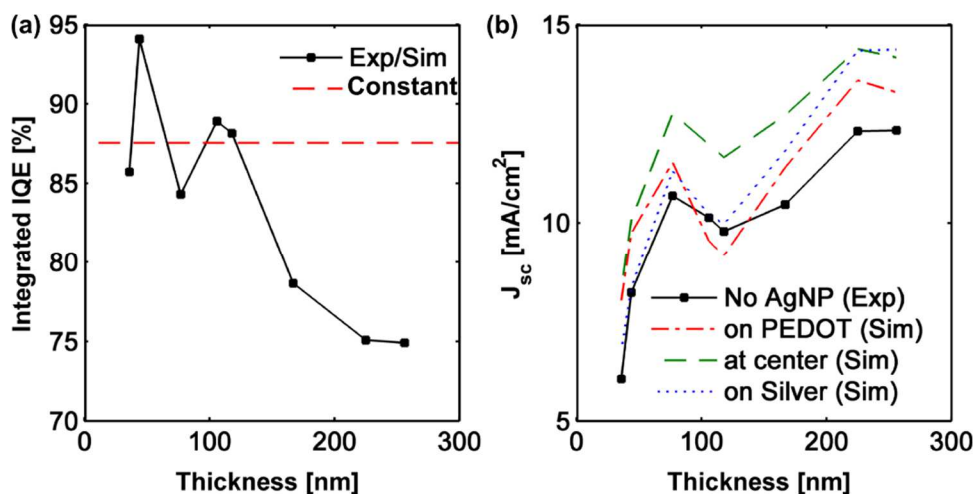 (a)
95
90
85
80
75
70
Integrated IQE [%]
Exp/Sim
Constant
0
100
200
300
Thickness [nm]
(b)
15
10
5
J_sc [mA/cm²]
No AgNP (Exp)
on PEDOT (Sim)
at center (Sim)
on Silver (Sim)
0
100
200
300
Thickness [nm]